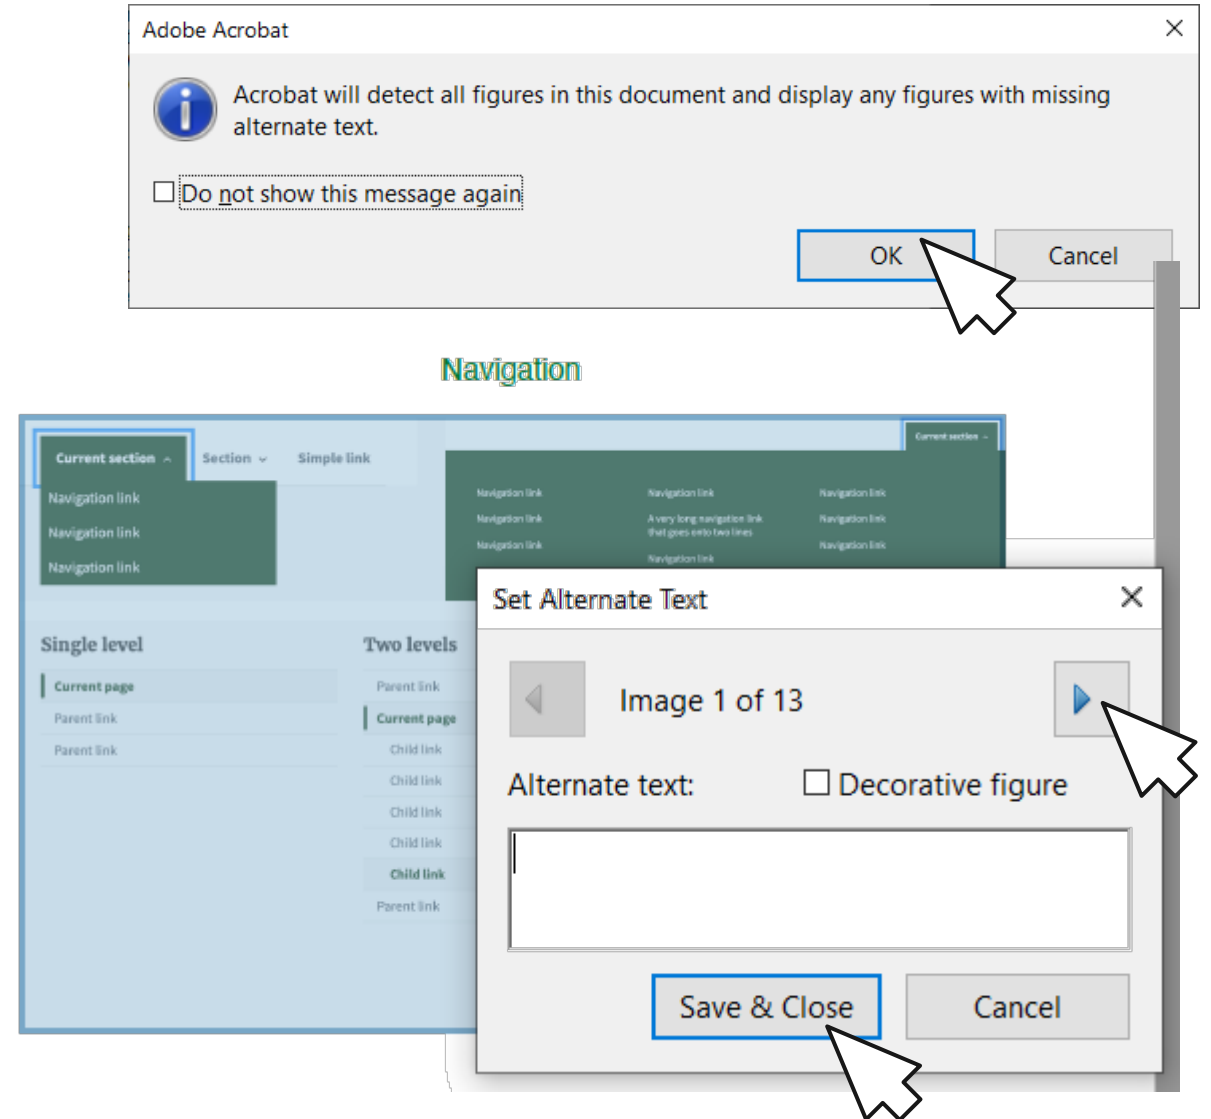 Adobe Acrobat
Acrobat will detect all figures in this document and display any figures with missing
alternate text.
Do not show this message again
OK
Cancel
Navigation
Current section
Section
Simple link
Navigation link
Navigation link
Navigation link
Current section
Navigation link
Navigation link
Navigation link
Navigation link
A very long navigation link
that goes onto two lines
Navigation link
Navigation link
Navigation link
Navigation link
Single level
Current page
Parent link
Parent link
Two levels
Parent link
Current page
Child link
Child link
Child link
Child link
Child link
Parent link
Set Alternate Text
Image 1 of 13
Alternate text:
Decorative figure
Save & Close
Cancel